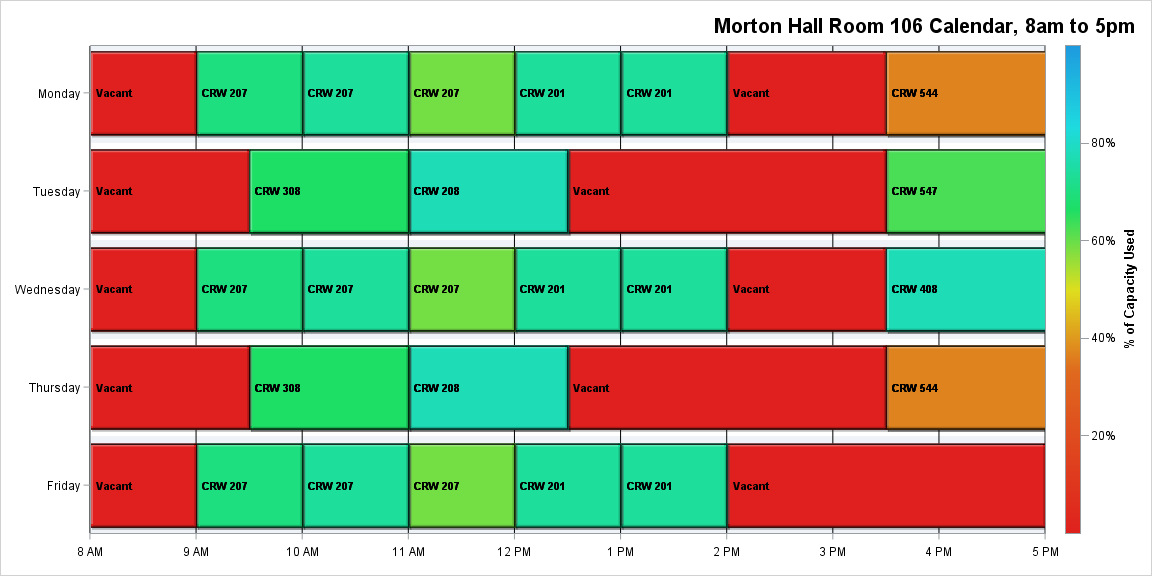 Morton Hall Room 106 Calendar, 8am to 5pm
Monday
Vacant
CRW 207
CRW 207
CRW 207
CRW 201
CRW 201
Vacant
CRW 544
Tuesday
Vacant
CRW 308
CRW 208
Vacant
CRW 547
Wednesday
Vacant
CRW 207
CRW 207
CRW 207
CRW 201
CRW 201
Vacant
CRW 408
Thursday
Vacant
CRW 308
CRW 208
Vacant
CRW 544
Friday
Vacant
CRW 207
CRW 207
CRW 207
CRW 201
CRW 201
Vacant
8 AM
9 AM
10 AM
11 AM
12 PM
1 PM
2 PM
3 PM
4 PM
5 PM
80%
60%
40%
20%
% of Capacity Used